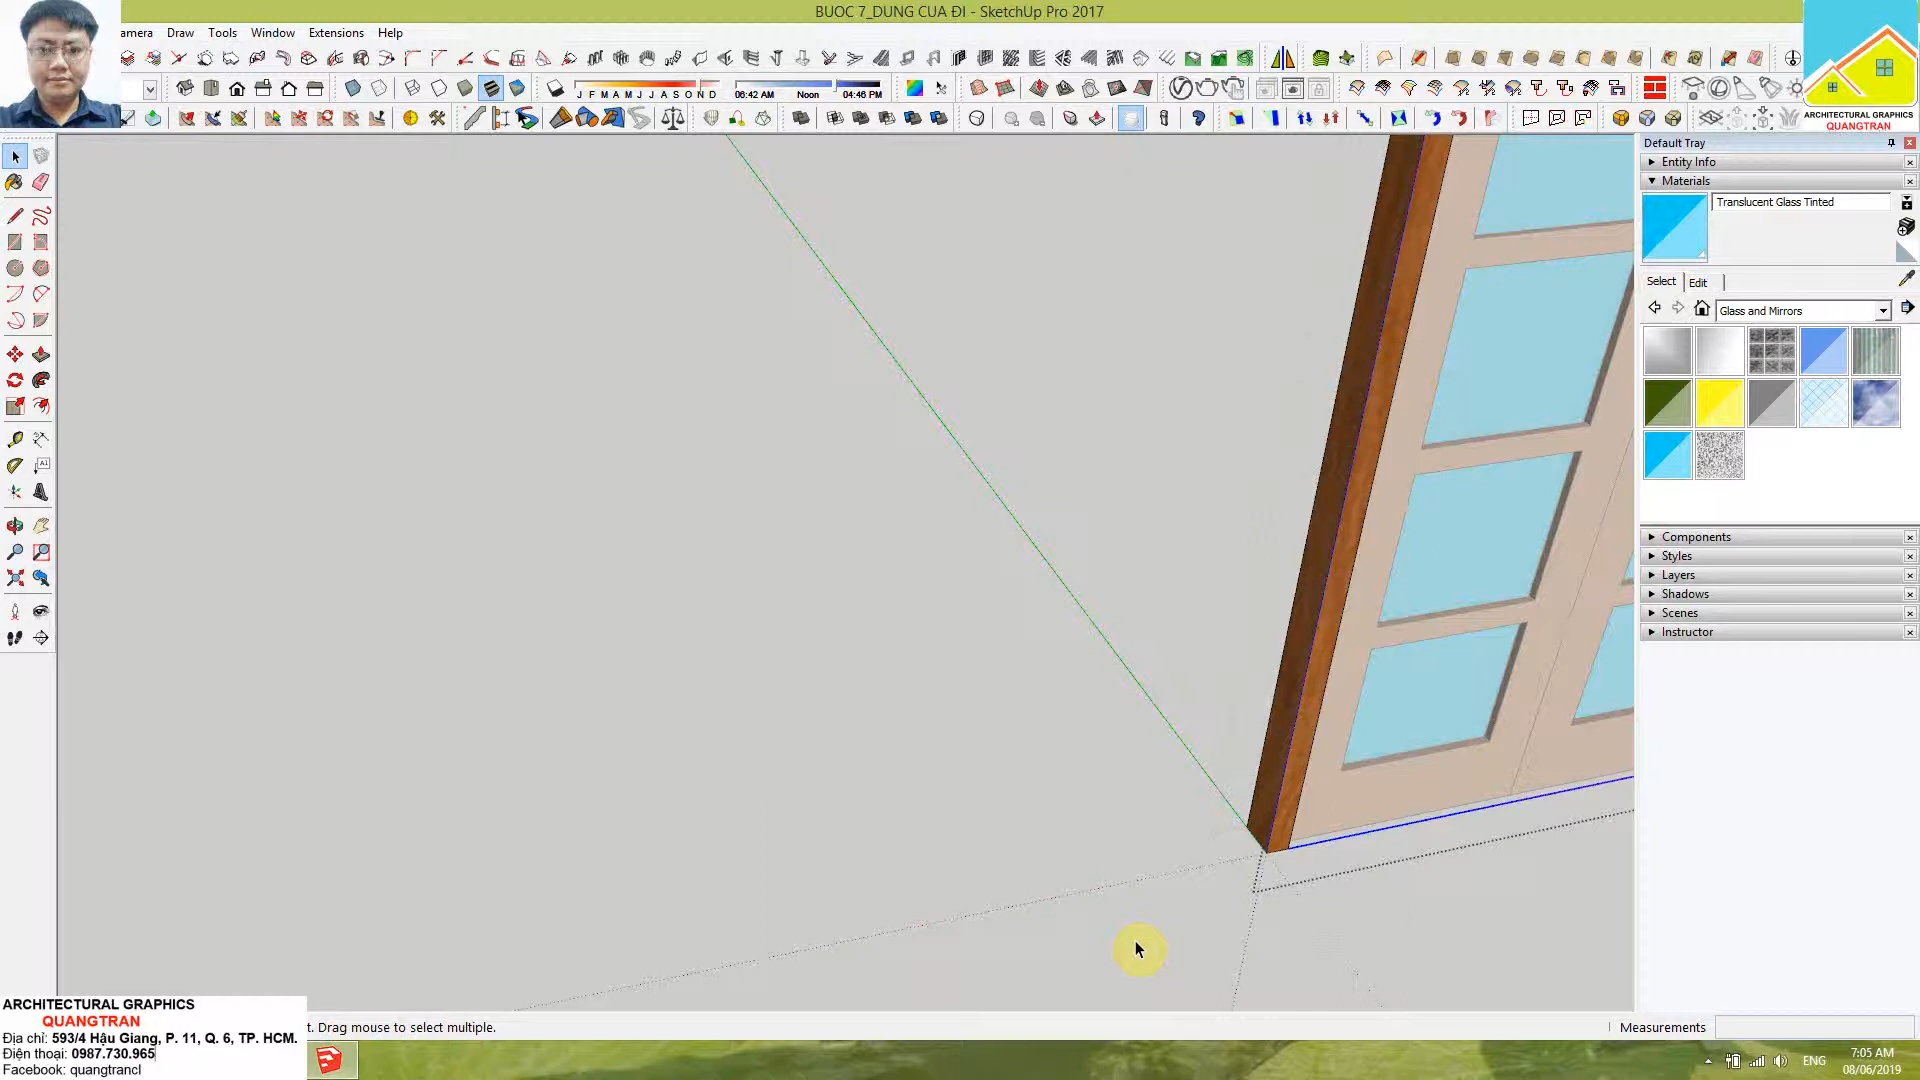 BUOC 7_DUNG CUA ĐI - SketchUp Pro 2017
amera Draw Tools Window Extensions Help
J F M A M J J A S O N D
06:42 AM Noon 04:46 PM
ARCHITECTURAL GRAPHICS
QUANGTRAN
Default Tray
Entity Info
Materials
Translucent Glass Tinted
Select Edit
Glass and Mirrors
Components
Styles
Layers
Shadows
Scenes
Instructor
ARCHITECTURAL GRAPHICS
QUANGTRAN
Địa chỉ: 593/4 Hậu Giang, P. 11, Q. 6, TP. HCM.
Điện thoại: 0987.730.965
Facebook: quangtrancl
t. Drag mouse to select multiple.
Measurements
ENG
7:05 AM
08/06/2019